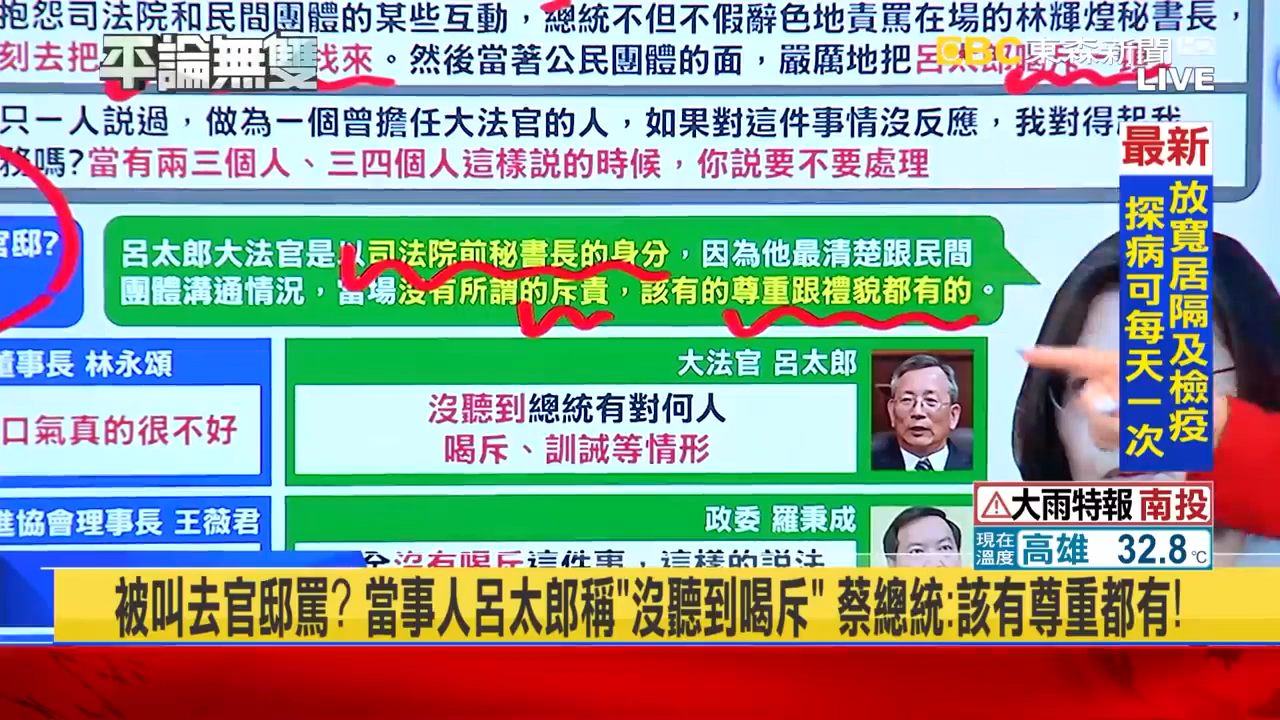 抱怨司法院和民間團體的某些互動，總統不但不假辭色地責罵在場的林輝煌秘書長，
刻去把
找來。然後當著公民團體的面，嚴厲地把呂太郎
平論無雙
EBC 東森新聞 HD
LIVE
只一人說過，做為一個曾擔任大法官的人，如果對這件事情沒反應，我對得起我
務嗎?當有兩三個人、三四個人這樣說的時候，你說要不要處理
最新
放寬居隔及檢疫
探病可每天一次
官邸?
呂太郎大法官是以司法院前秘書長的身分，因為他最清楚跟民間
團體溝通情況，當場沒有所謂的斥責，該有的尊重跟禮貌都有的。
董事長 林永頌
口氣真的很不好
大法官 呂太郎
沒聽到總統有對何人
喝斥、訓誡等情形
進協會理事長 王薇君
政委 羅秉成
沒有喝斥這件事，這樣的說法
大雨特報 南投
現在溫度 高雄 32.8℃
被叫去官邸罵? 當事人呂太郎稱"沒聽到喝斥" 蔡總統:該有尊重都有!